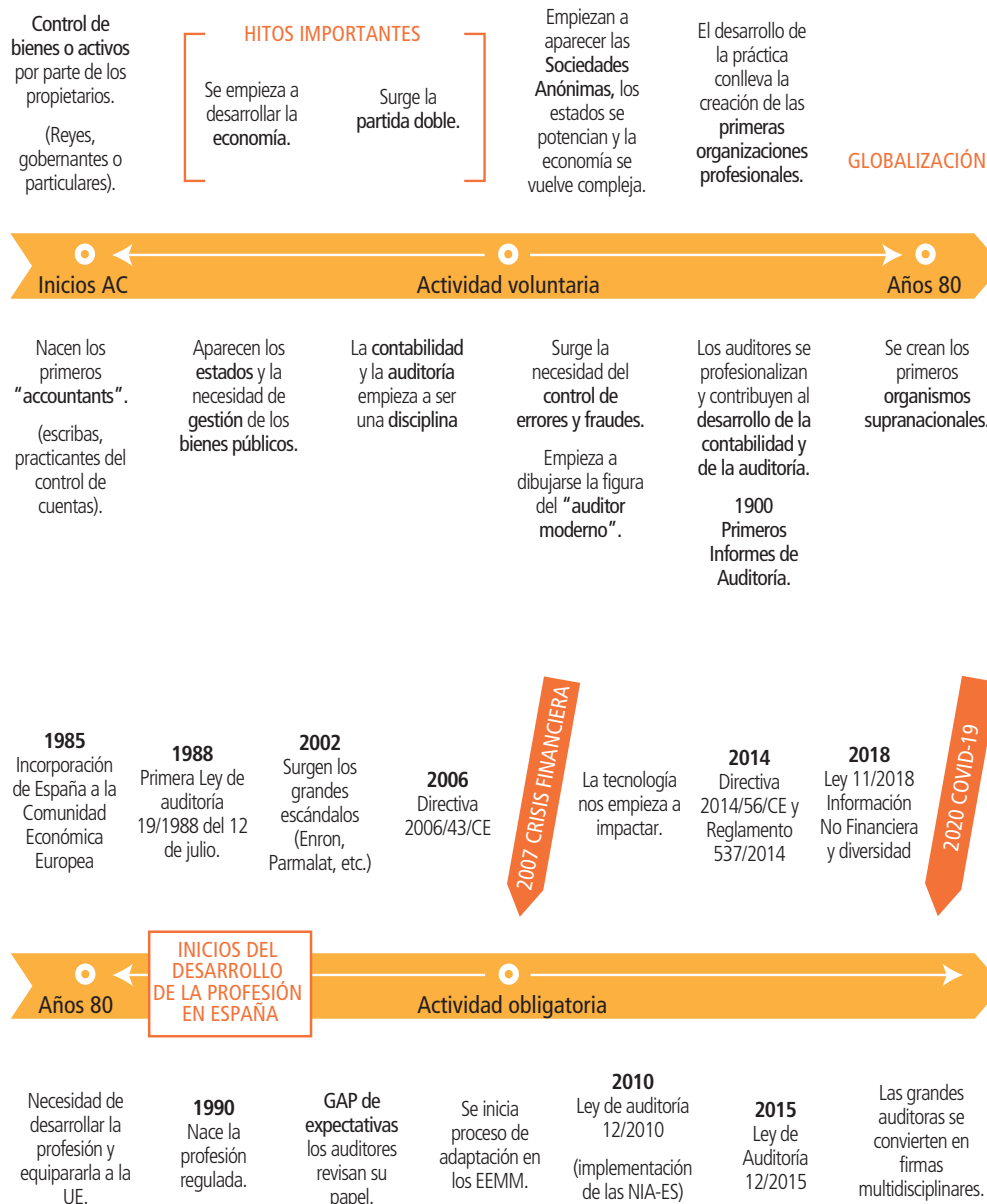 Control de
bienes o activos
por parte de los
propietarios.
(Reyes,
gobernantes o
particulares).
HITOS IMPORTANTES
Se empieza a
desarrollar la
economía.
Surge la
partida doble.
Empiezan a
aparecer las
Sociedades
Anónimas, los
estados se
potencian y la
economía se
vuelve compleja.
El desarrollo de
la práctica
conlleva la
creación de las
primeras
organizaciones
profesionales.
GLOBALIZACIÓN
Inicios AC
Actividad voluntaria
Años 80
Nacen los
primeros
“accountants”.
(escribas,
practicantes del
control de
cuentas).
Aparecen los
estados y la
necesidad de
gestión de los
bienes públicos.
La contabilidad
y la auditoría
empieza a ser
una disciplina
Surge la
necesidad del
control de
errores y fraudes.
Empieza a
dibujarse la figura
del “auditor
moderno”.
Los auditores se
profesionalizan
y contribuyen al
desarrollo de la
contabilidad y
de la auditoría.
1900
Primeros
Informes de
Auditoría.
Se crean los
primeros
organismos
supranacionales.
1985
Incorporación
de España a la
Comunidad
Económica
Europea
1988
Primera Ley de
auditoría
19/1988 del 12
de julio.
2002
Surgen los
grandes
escándalos
(Enron,
Parmalat, etc.)
2006
Directiva
2006/43/CE
2007 CRISIS FINANCIERA
La tecnología
nos empieza a
impactar.
2014
Directiva
2014/56/CE y
Reglamento
537/2014
2018
Ley 11/2018
Información
No Financiera
y diversidad
2020 COVID-19
Años 80
INICIOS DEL
DESARROLLO
DE LA PROFESIÓN
EN ESPAÑA
Actividad obligatoria
Necesidad de
desarrollar la
profesión y
equipararla a la
UE.
1990
Nace la
profesión
regulada.
GAP de
expectativas
los auditores
revisan su
papel.
Se inicia
proceso de
adaptación en
los EEMM.
2010
Ley de auditoría
12/2010
(implementación
de las NIA-ES)
2015
Ley de
Auditoría
12/2015
Las grandes
auditoras se
convierten en
firmas
multidisciplinares.